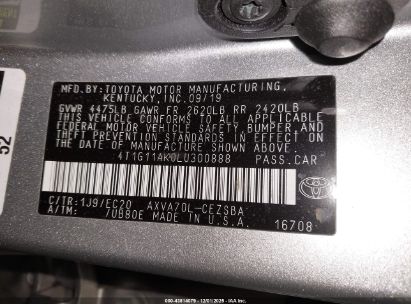 MFD.BY: TOYOTA MOTOR MANUFACTURING,
KENTUCKY, INC. 09/19
GVWR 4475LB GAWR FR 2620LB RR 2420LB
THIS VEHICLE CONFORMS TO ALL APPLICABLE
FEDERAL MOTOR VEHICLE SAFETY, BUMPER, AND
THEFT PREVENTION STANDARDS IN EFFECT ON
THE DATE OF MANUFACTURE SHOWN ABOVE.
4T1G11AK0LU300888 PASS.CAR
C/TR: 1J9/EC20 AXVA70L-CEZSBA
A/TM: 7UB80E MADE IN U.S.A. 16708
52